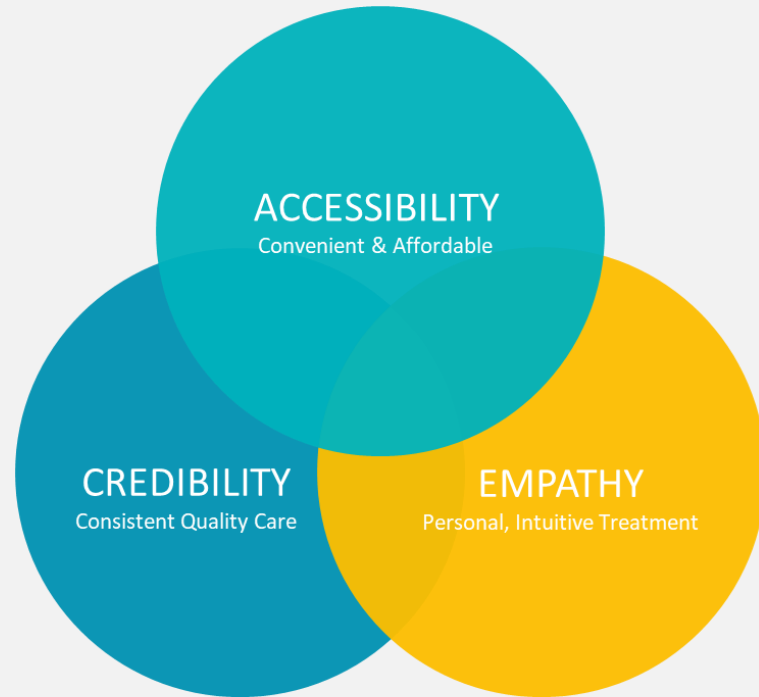 ACCESSIBILITY
Convenient & Affordable
CREDIBILITY
Consistent Quality Care
EMPATHY
Personal, Intuitive Treatment